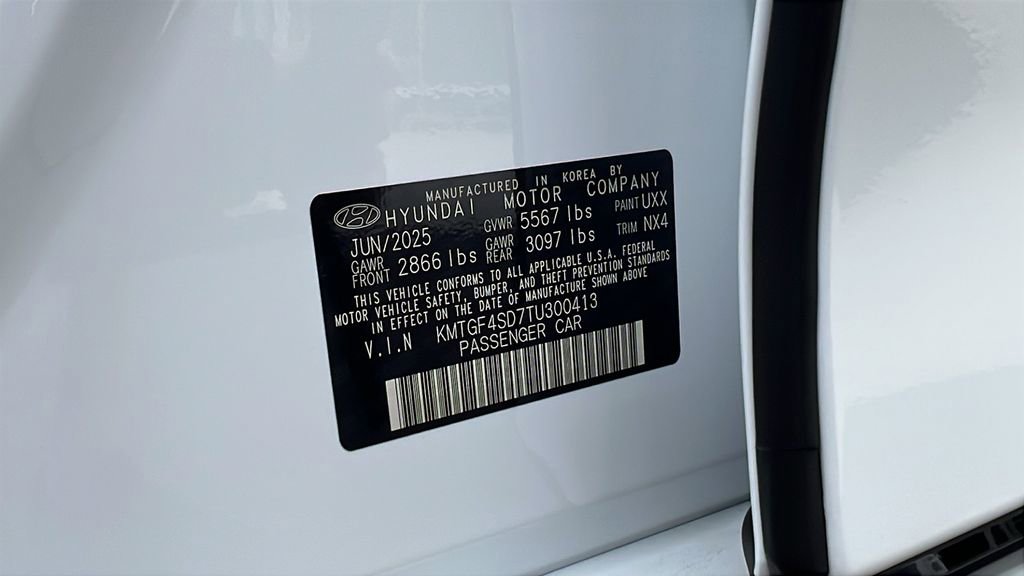 MANUFACTURED IN KOREA BY
HYUNDAI MOTOR COMPANY
JUN/2025 GVWR 5567 lbs PAINT UXX
GAWR FRONT 2866 lbs GAWR REAR 3097 lbs TRIM NX4
THIS VEHICLE CONFORMS TO ALL APPLICABLE U.S.A. FEDERAL
MOTOR VEHICLE SAFETY, BUMPER, AND THEFT PREVENTION STANDARDS
IN EFFECT ON THE DATE OF MANUFACTURE SHOWN ABOVE
V.I.N KMTGF4SD7TU300413
PASSENGER CAR